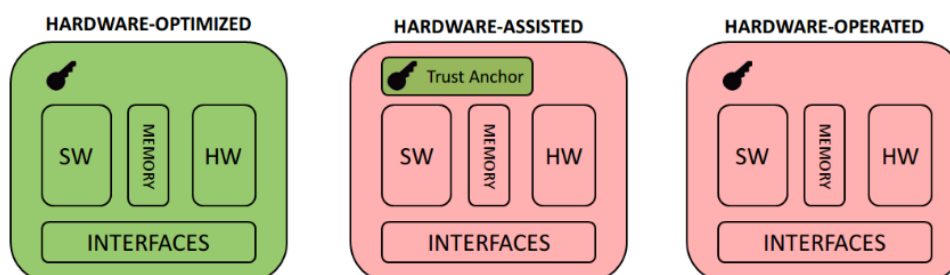 HARDWARE-OPTIMIZED
SW
MEMORY
HW
INTERFACES
HARDWARE-ASSISTED
Trust Anchor
SW
MEMORY
HW
INTERFACES
HARDWARE-OPERATED
SW
MEMORY
HW
INTERFACES